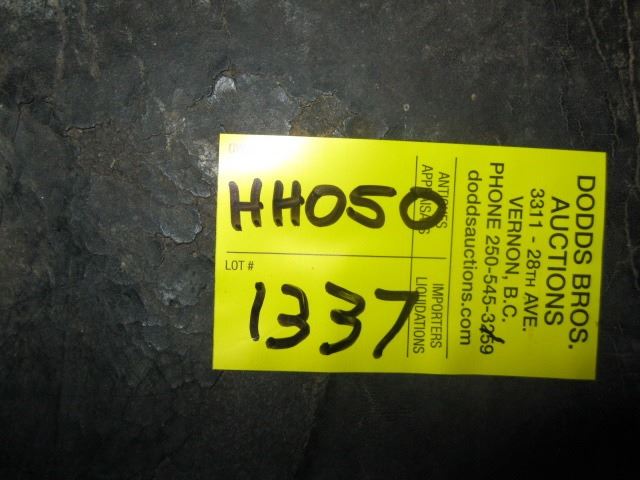 HH050
LOT #
1337
ANTIQUES
APPRAISALS
IMPORTERS
LIQUIDATIONS
DODDS BROS.
AUCTIONS
3311 - 28TH AVE.
VERNON, B.C.
PHONE 250-545-3259
doddsauctions.com